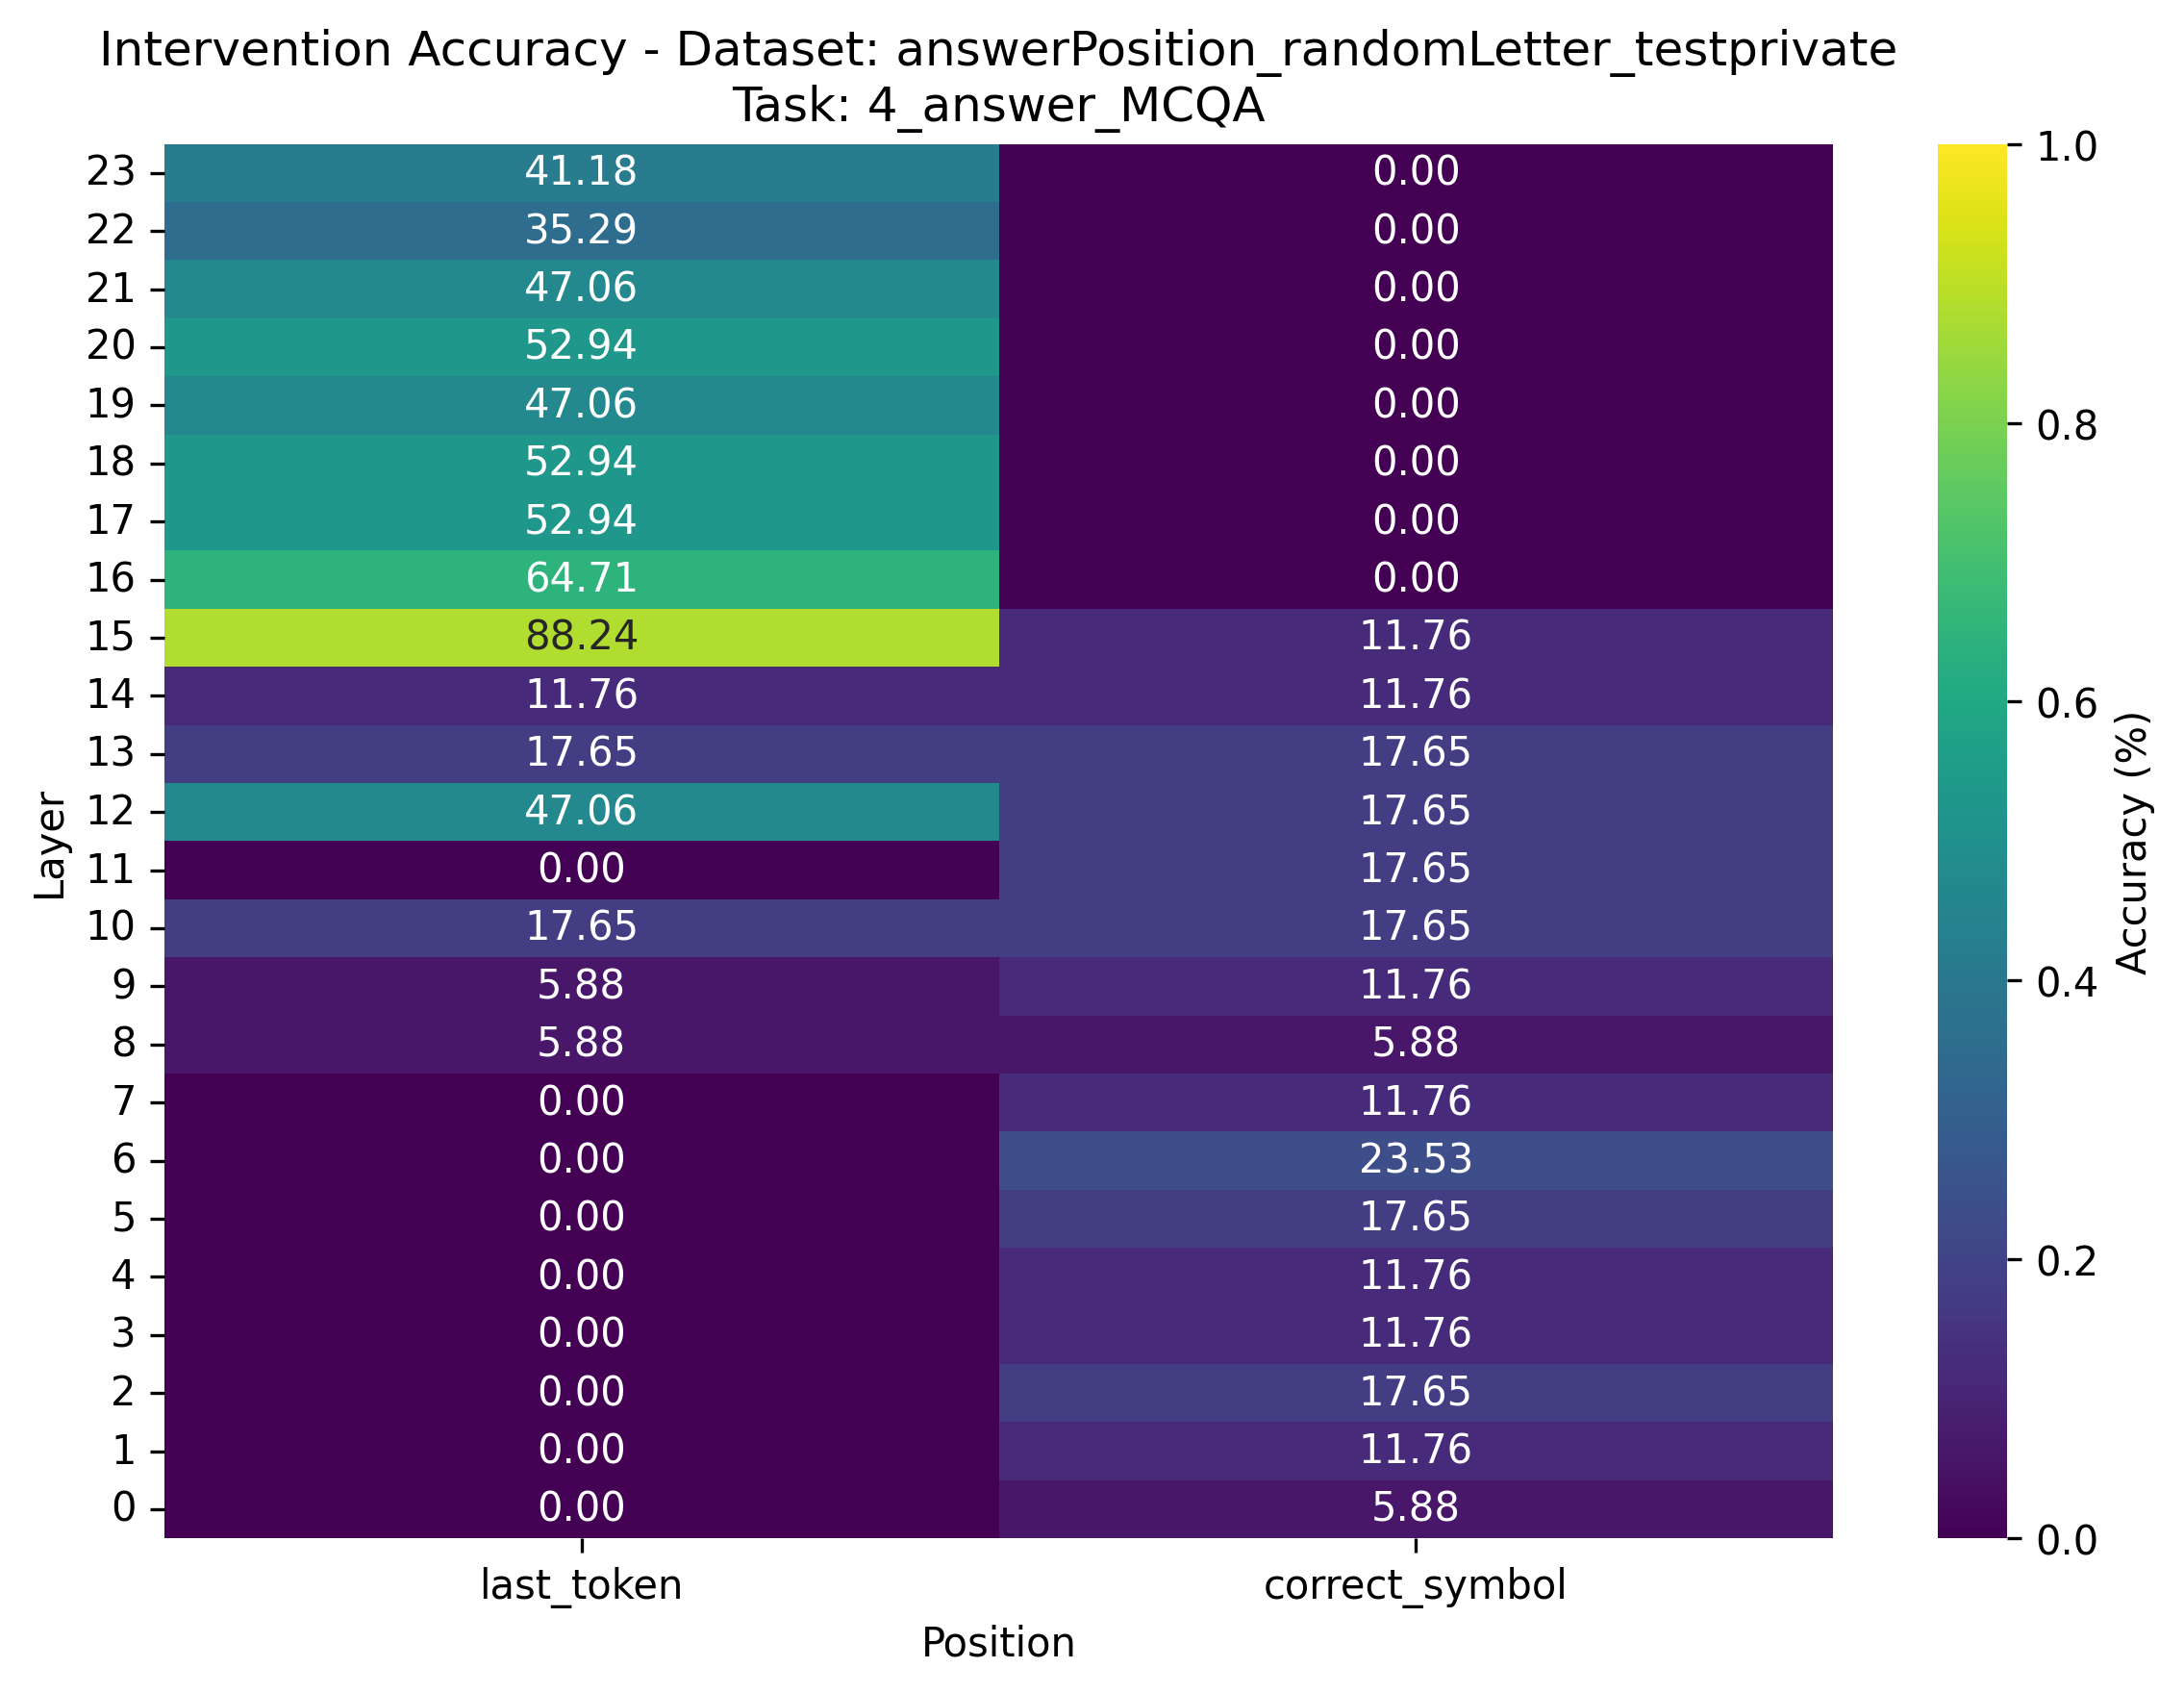 Intervention Accuracy - Dataset: answerPosition_randomLetter_testprivate
Task: 4_answer_MCQA
23 41.18 0.00
22 35.29 0.00
21 47.06 0.00
20 52.94 0.00
19 47.06 0.00
18 52.94 0.00
17 52.94 0.00
16 64.71 0.00
15 88.24 11.76
14 11.76 11.76
13 17.65 17.65
12 47.06 17.65
11 0.00 17.65
10 17.65 17.65
9 5.88 11.76
8 5.88 5.88
7 0.00 11.76
6 0.00 23.53
5 0.00 17.65
4 0.00 11.76
3 0.00 11.76
2 0.00 17.65
1 0.00 11.76
0 0.00 5.88
last_token correct_symbol
Position
Layer
1.0
0.8
0.6
0.4
0.2
0.0
Accuracy (%)